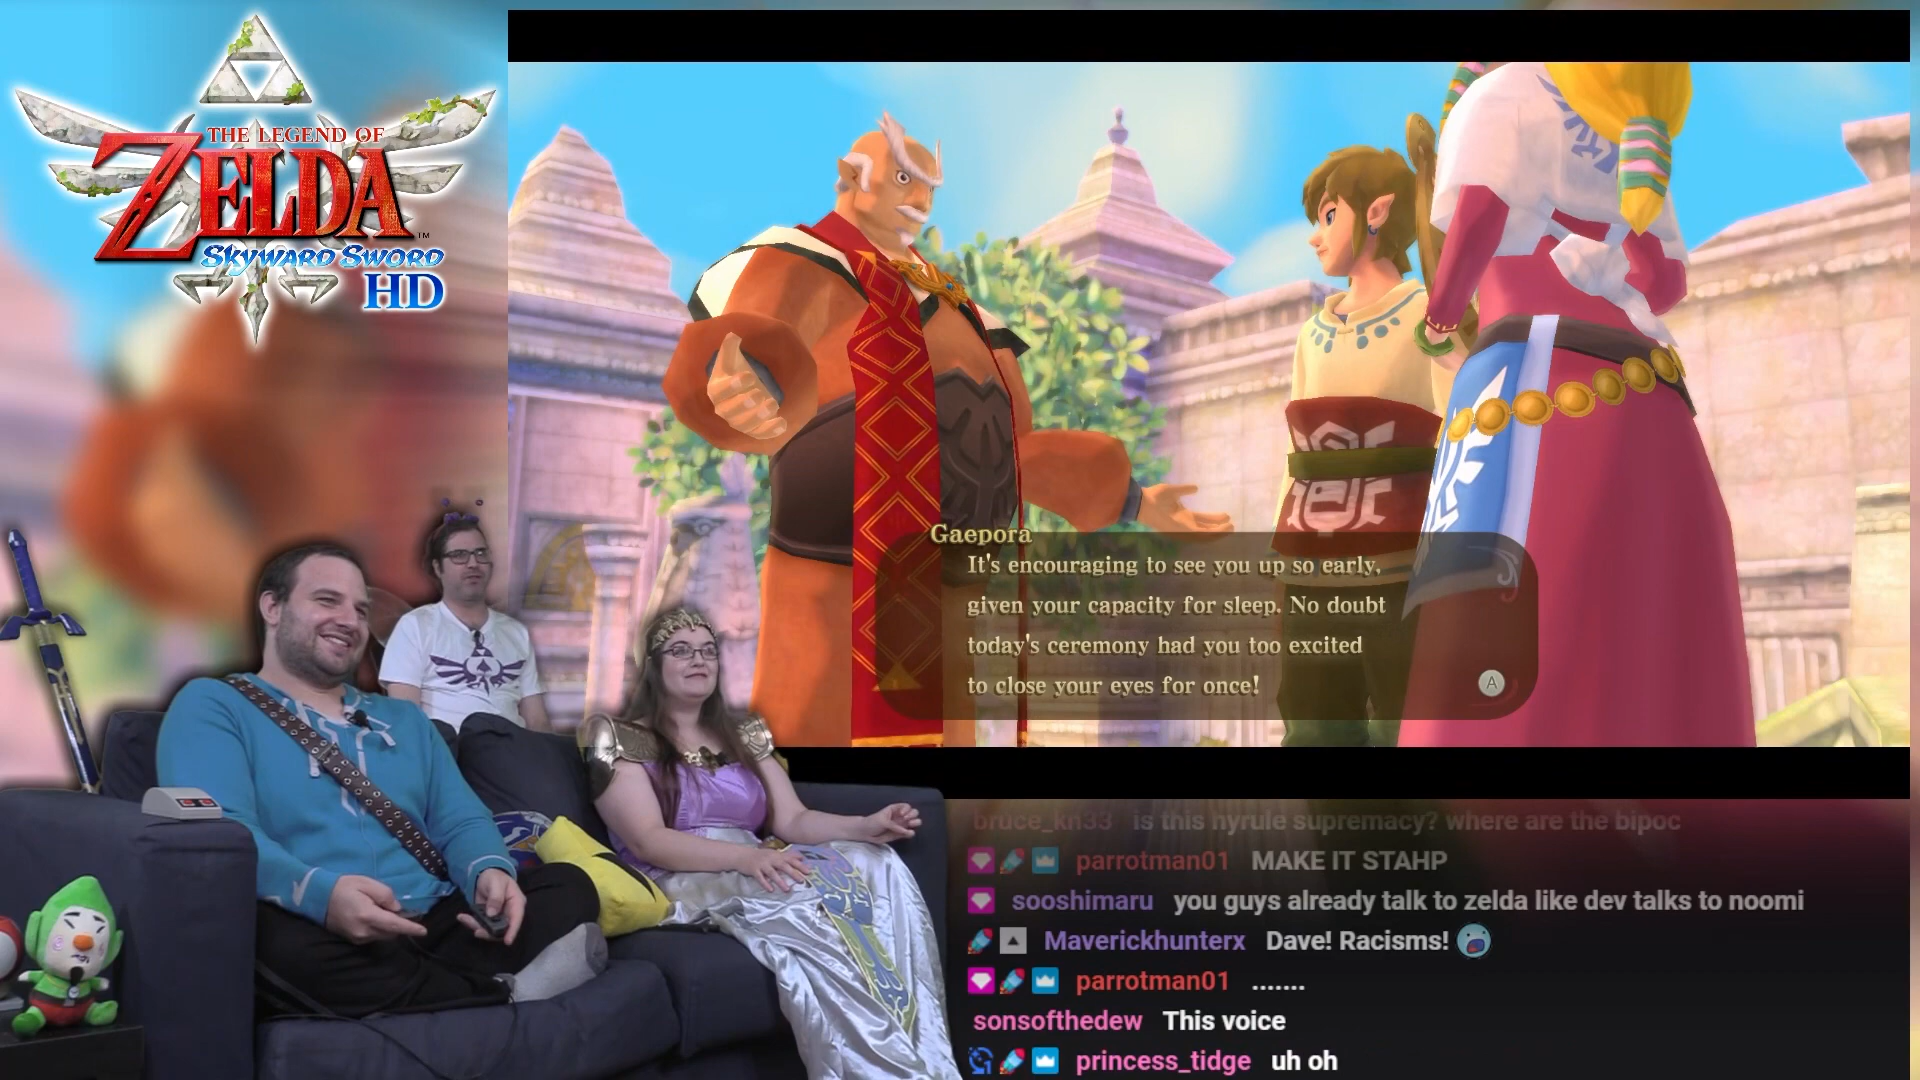 THE LEGEND OF
ZELDA™
SKYWARD SWORD
HD
Gaepora
It's encouraging to see you up so early,
given your capacity for sleep. No doubt
today's ceremony had you too excited
to close your eyes for once!
A
bruce_kn33 is this hyrule supremacy? where are the bipoc
parrotman01 MAKE IT STAHP
sooshimaru you guys already talk to zelda like dev talks to noomi
Maverickhunterx Dave! Racisms!
parrotman01 .......
sonsofthedew This voice
princess_tidge uh oh